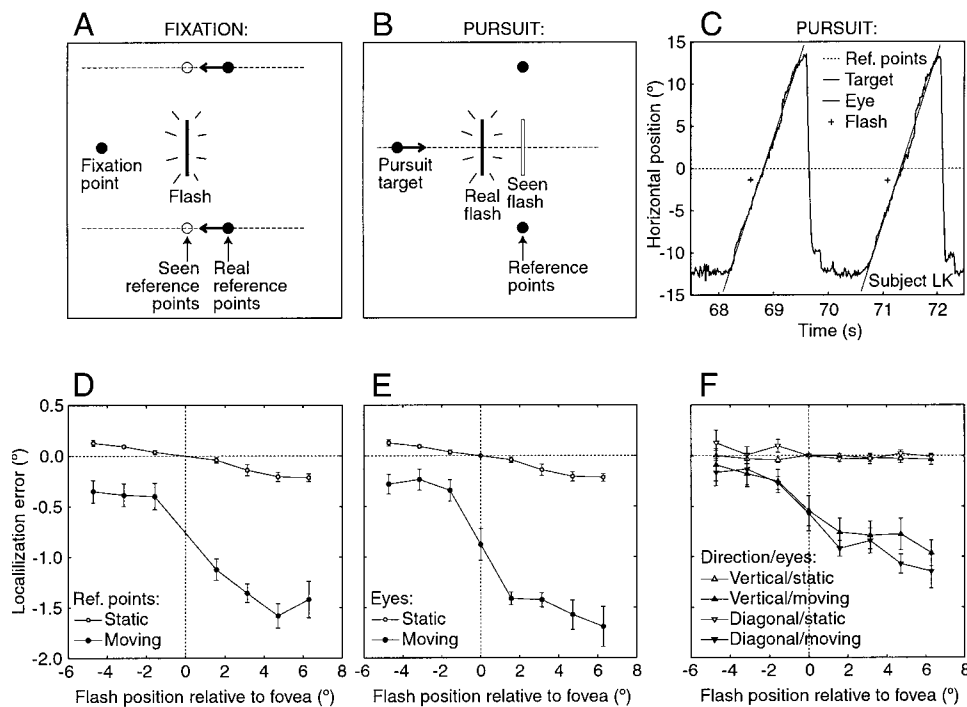 A
FIXATION:
Fixation
point
Flash
Seen
reference
points
Real
reference
points
B
PURSUIT:
Pursuit
target
Real
flash
Seen
flash
Reference
points
C
PURSUIT:
Horizontal position (°)
15
10
5
0
-5
-10
-15
Ref. points
Target
Eye
+ Flash
Subject LK
68 69 70 71 72
Time (s)
D
Localilization error (°)
0.5
0.0
-0.5
-1.0
-1.5
-2.0
Ref. points:
Static
Moving
-6 -4 -2 0 2 4 6 8
Flash position relative to fovea (°)
E
Eyes:
Static
Moving
-6 -4 -2 0 2 4 6 8
Flash position relative to fovea (°)
F
Direction/eyes:
Vertical/static
Vertical/moving
Diagonal/static
Diagonal/moving
-6 -4 -2 0 2 4 6 8
Flash position relative to fovea (°)